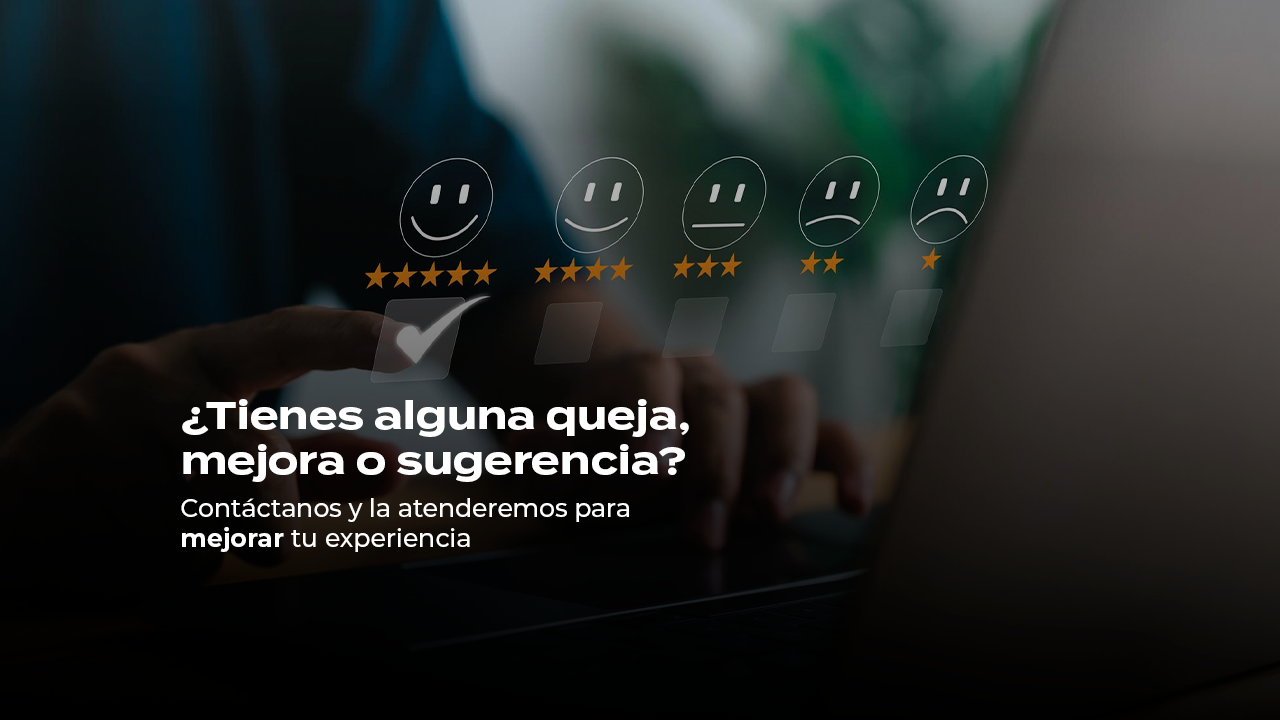 ¿Tienes alguna queja,
mejora o sugerencia?
Contáctanos y la atenderemos para
mejorar tu experiencia